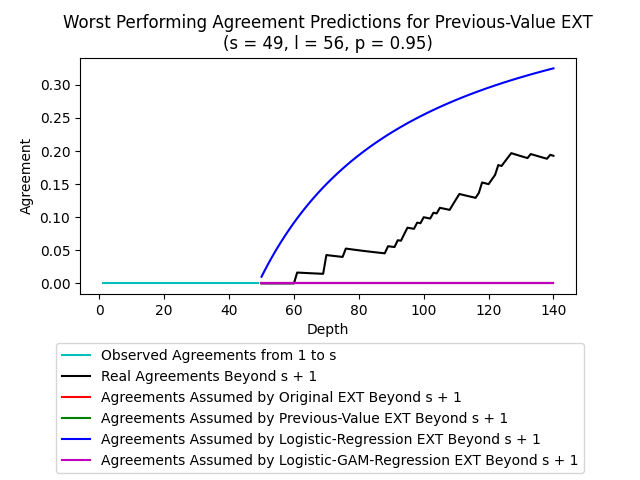 Worst Performing Agreement Predictions for Previous-Value EXT
(s = 49, l = 56, p = 0.95)
Agreement
0.30
0.25
0.20
0.15
0.10
0.05
0.00
0 20 40 60 80 100 120 140
Depth
Observed Agreements from 1 to s
Real Agreements Beyond s + 1
Agreements Assumed by Original EXT Beyond s + 1
Agreements Assumed by Previous-Value EXT Beyond s + 1
Agreements Assumed by Logistic-Regression EXT Beyond s + 1
Agreements Assumed by Logistic-GAM-Regression EXT Beyond s + 1